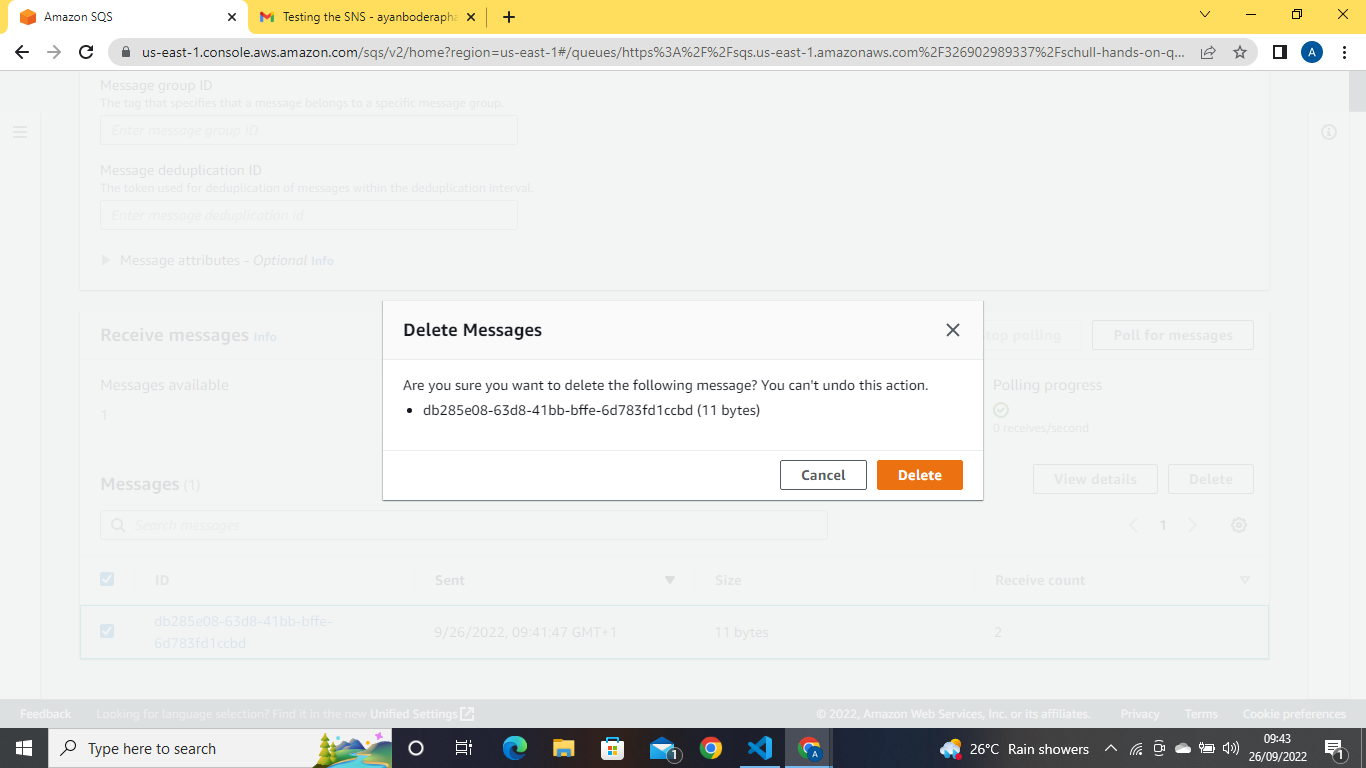 Amazon SQS
Testing the SNS - ayanboderapha
us-east-1.console.aws.amazon.com/sqs/v2/home?region=us-east-1#/queues/https%3A%2F%2Fsqs.us-east-1.amazonaws.com%2F326902989337%2Fschull-hands-on-q...
A
Message group ID
The tag that specifies that a message belongs to a specific message group.
Enter message group ID
Message deduplication ID
The token used for deduplication of messages within the deduplication interval.
Enter message deduplication id
Message attributes - Optional Info
Delete Messages
Are you sure you want to delete the following message? You can't undo this action.
• db285e08-63d8-41bb-bffe-6d783fd1ccbd (11 bytes)
Cancel Delete
Receive messages Info
top polling Poll for messages
Messages available
1
Polling progress
0 receives/second
Messages (1)
View details Delete
Search messages
1
ID Sent Size Receive count
db285e08-63d8-41bb-bffe-
6d783fd1ccbd
9/26/2022, 09:41:47 GMT+1 11 bytes 2
Feedback Looking for language selection? Find it in the new Unified Settings © 2022, Amazon Web Services, Inc. or its affiliates. Privacy Terms Cookie preferences
Type here to search
1
A
26°C Rain showers
09:43
26/09/2022
1